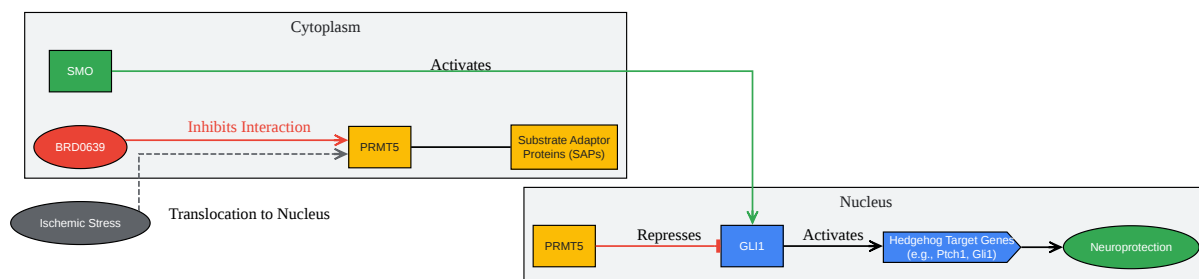 Cytoplasm
SMO
Activates
BRD0639
Inhibits Interaction
PRMT5
Substrate Adaptor
Proteins (SAPs)
Ischemic Stress
Translocation to Nucleus
Nucleus
PRMT5
Represses
GLI1
Activates
Hedgehog Target Genes
(e.g., Ptch1, Gli1)
Neuroprotection